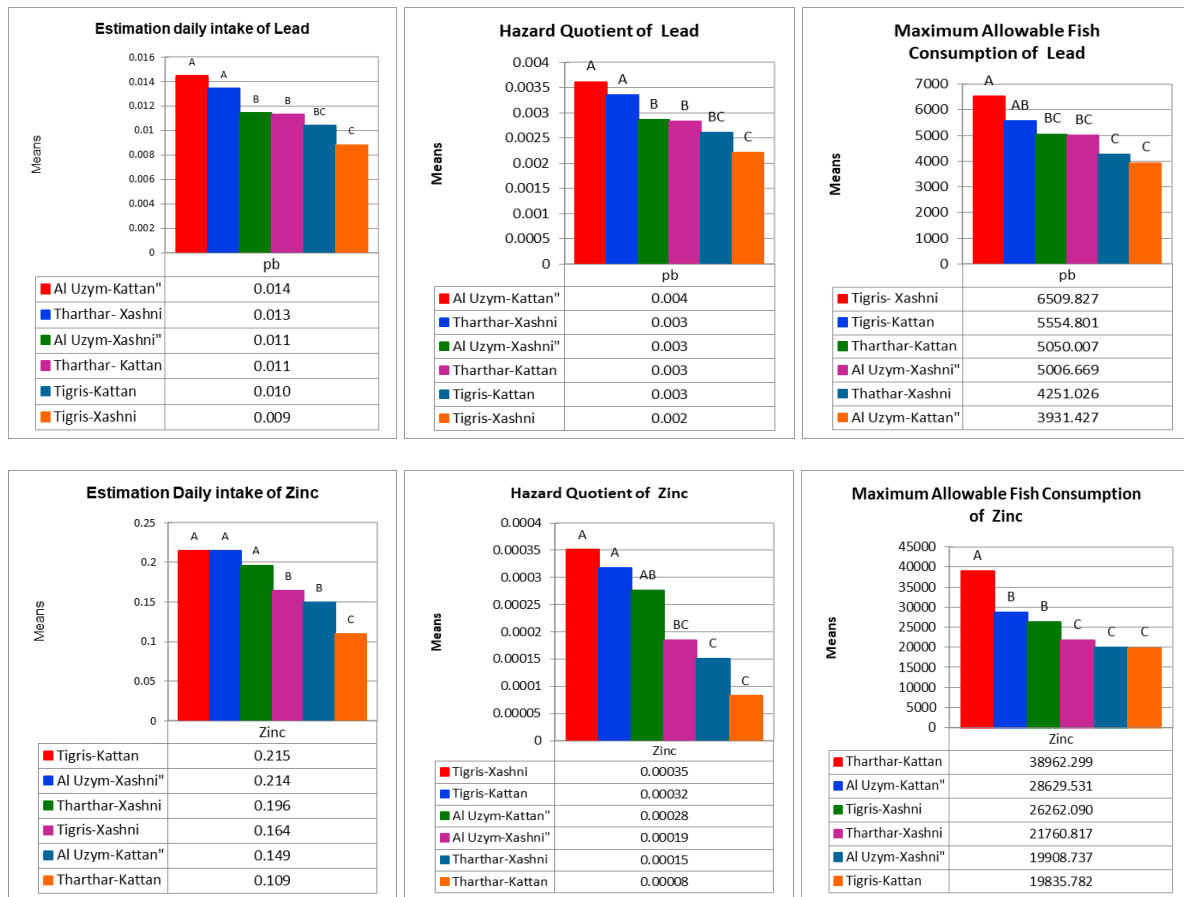 Estimation daily intake of Lead
Means
0.016
0.014
0.012
0.01
0.008
0.006
0.004
0.002
0
A
A
B
B
BC
C
pb
Al Uzym-Kattan" 0.014
Tharthar- Xashni 0.013
Al Uzym-Xashni" 0.011
Tharthar- Kattan 0.011
Tigris-Kattan 0.010
Tigris-Xashni 0.009
Hazard Quotient of Lead
Means
0.004
0.0035
0.003
0.0025
0.002
0.0015
0.001
0.0005
0
A
A
B
B
BC
C
pb
Al Uzym-Kattan" 0.004
Tharthar-Xashni 0.003
Al Uzym-Xashni" 0.003
Tharthar-Kattan 0.003
Tigris-Kattan 0.003
Tigris-Xashni 0.002
Maximum Allowable Fish
Consumption of Lead
Means
7000
6000
5000
4000
3000
2000
1000
0
A
AB
BC
BC
C
C
pb
Tigris- Xashni 6509.827
Tigris-Kattan 5554.801
Tharthar-Kattan 5050.007
Al Uzym-Xashni" 5006.669
Thathar-Xashni 4251.026
Al Uzym-Kattan" 3931.427
Estimation Daily intake of Zinc
Means
0.25
0.2
0.15
0.1
0.05
0
A
A
A
B
B
C
Zinc
Tigris-Kattan 0.215
Al Uzym-Xashni" 0.214
Tharthar-Xashni 0.196
Tigris-Xashni 0.164
Al Uzym-Kattan" 0.149
Tharthar-Kattan 0.109
Hazard Quotient of Zinc
Means
0.0004
0.00035
0.0003
0.00025
0.0002
0.00015
0.0001
0.00005
0
A
A
AB
BC
C
C
Zinc
Tigris-Xashni 0.00035
Tigris-Kattan 0.00032
Al Uzym-Kattan" 0.00028
Al Uzym-Xashni" 0.00019
Tharthar-Xashni 0.00015
Tharthar-Kattan 0.00008
Maximum Allowable Fish Consumption
of Zinc
Means
45000
40000
35000
30000
25000
20000
15000
10000
5000
0
A
B
B
C
C
C
Zinc
Tharthar-Kattan 38962.299
Al Uzym-Kattan" 28629.531
Tigris-Xashni 26262.090
Tharthar-Xashni 21760.817
Al Uzym-Xashni" 19908.737
Tigris-Kattan 19835.782